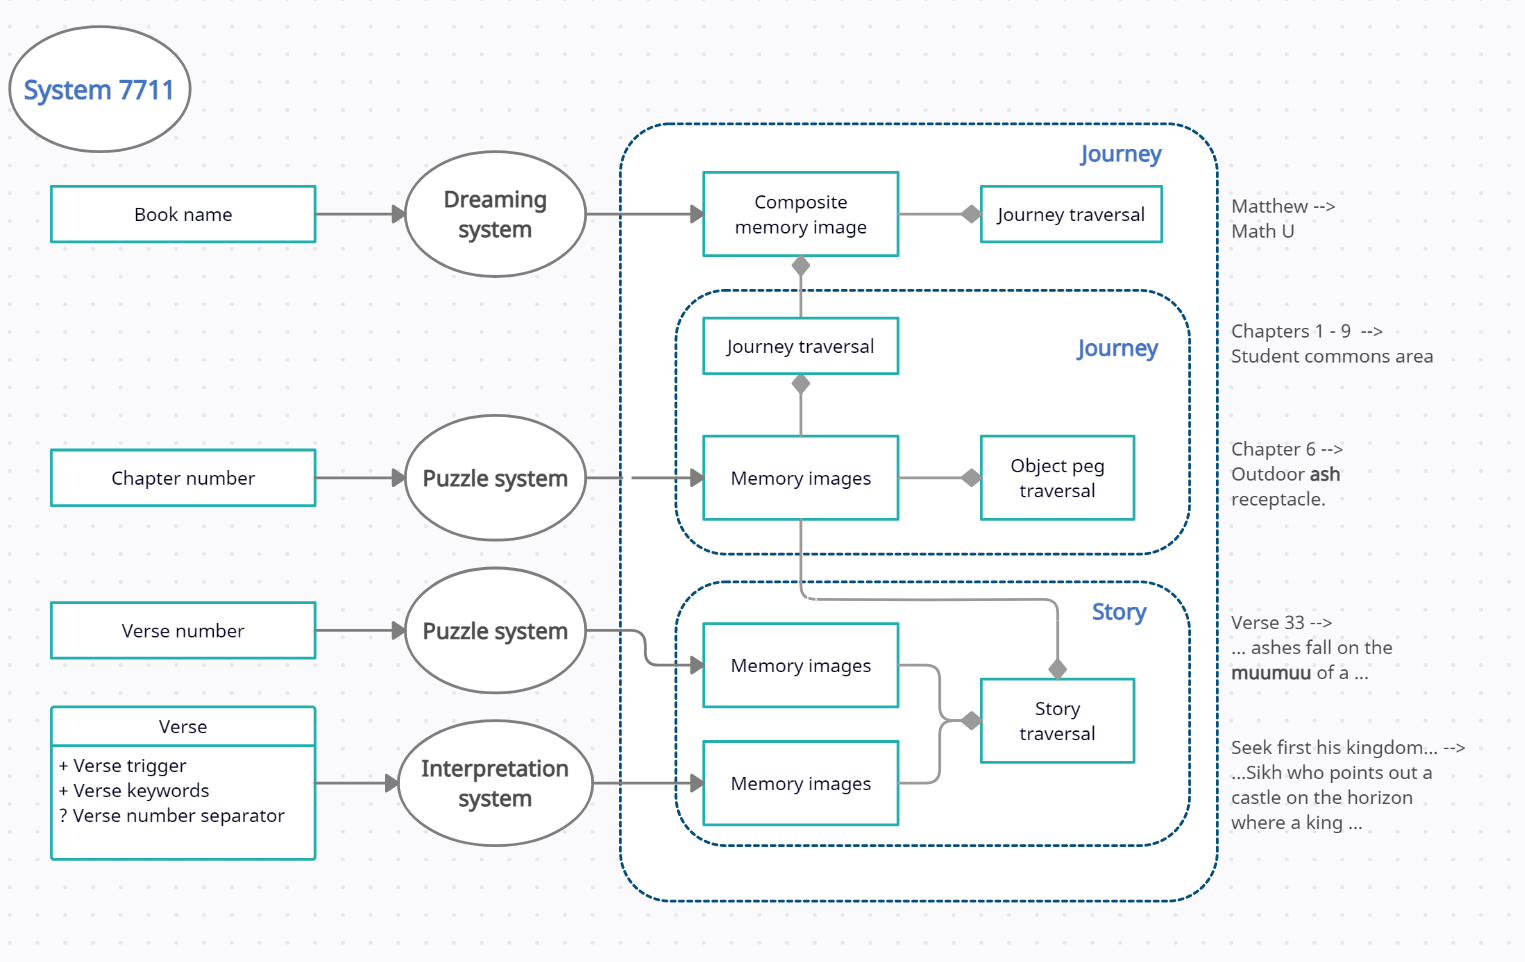 System 7711
Journey
Book name
Dreaming
system
Composite
memory image
Journey traversal
Matthew -->
Math U
Journey traversal
Journey
Chapters 1 - 9  -->
Student commons area
Chapter number
Puzzle system
Memory images
Object peg
traversal
Chapter 6 -->
Outdoor ash
receptacle.
Story
Verse number
Puzzle system
Memory images
Verse 33 -->
... ashes fall on the
muumuu of a ...
Story
traversal
Verse
+ Verse trigger
+ Verse keywords
? Verse number separator
Interpretation
system
Memory images
Seek first his kingdom... -->
...Sikh who points out a
castle on the horizon
where a king ...